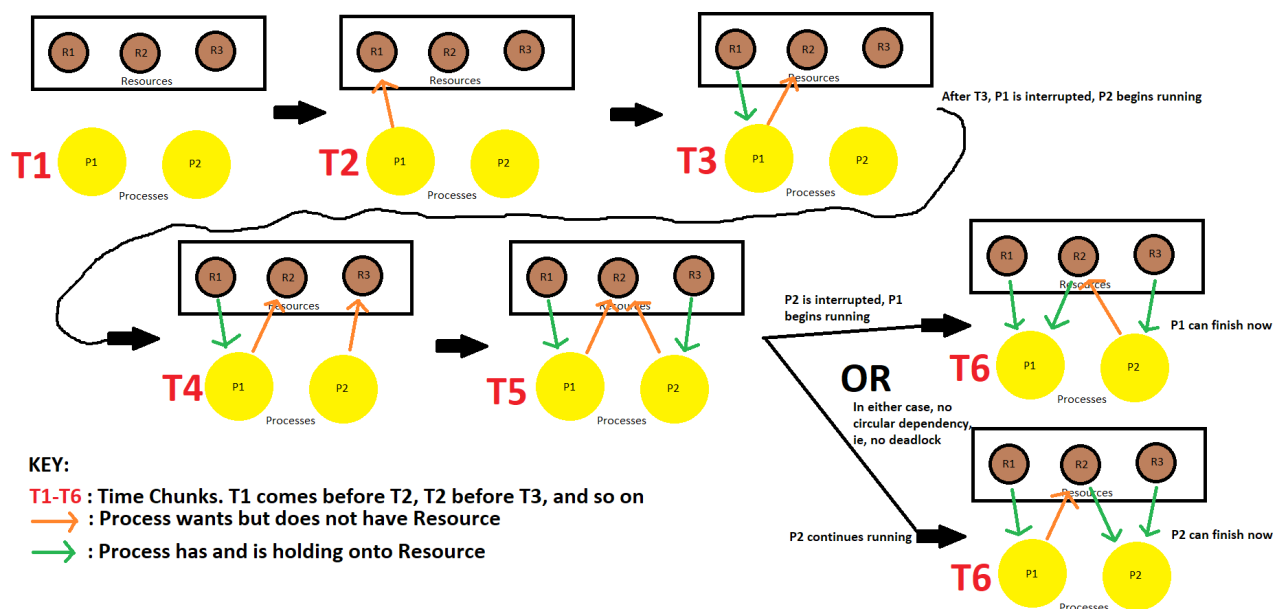 R1
R2
R3
Resources
P1
P2
Processes
T1
R1
R2
R3
Resources
P1
P2
Processes
T2
R1
R2
R3
Resources
P1
P2
Processes
T3
After T3, P1 is interrupted, P2 begins running
R1
R2
R3
Resources
P1
P2
Processes
T4
R1
R2
R3
Resources
P1
P2
Processes
T5
P2 is interrupted, P1
begins running
OR
In either case, no
circular dependency,
ie, no deadlock
P2 continues running
R1
R2
R3
Resources
P1
P2
Processes
T6
P1 can finish now
R1
R2
R3
Resources
P1
P2
Processes
T6
P2 can finish now
KEY:
T1-T6 : Time Chunks. T1 comes before T2, T2 before T3, and so on
: Process wants but does not have Resource
: Process has and is holding onto Resource